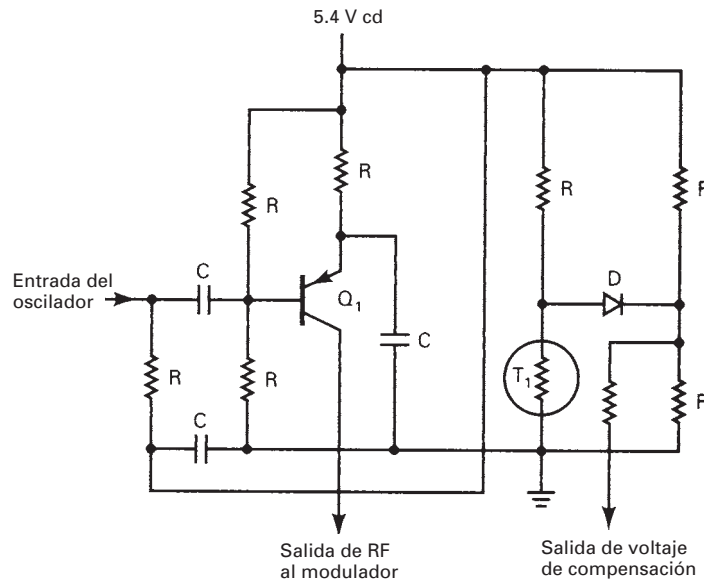 5.4 V cd
R
R
R
R
D
C
Entrada del
oscilador
Q1
C
T1
R
R
R
C
Salida de RF
al modulador
Salida de voltaje
de compensación